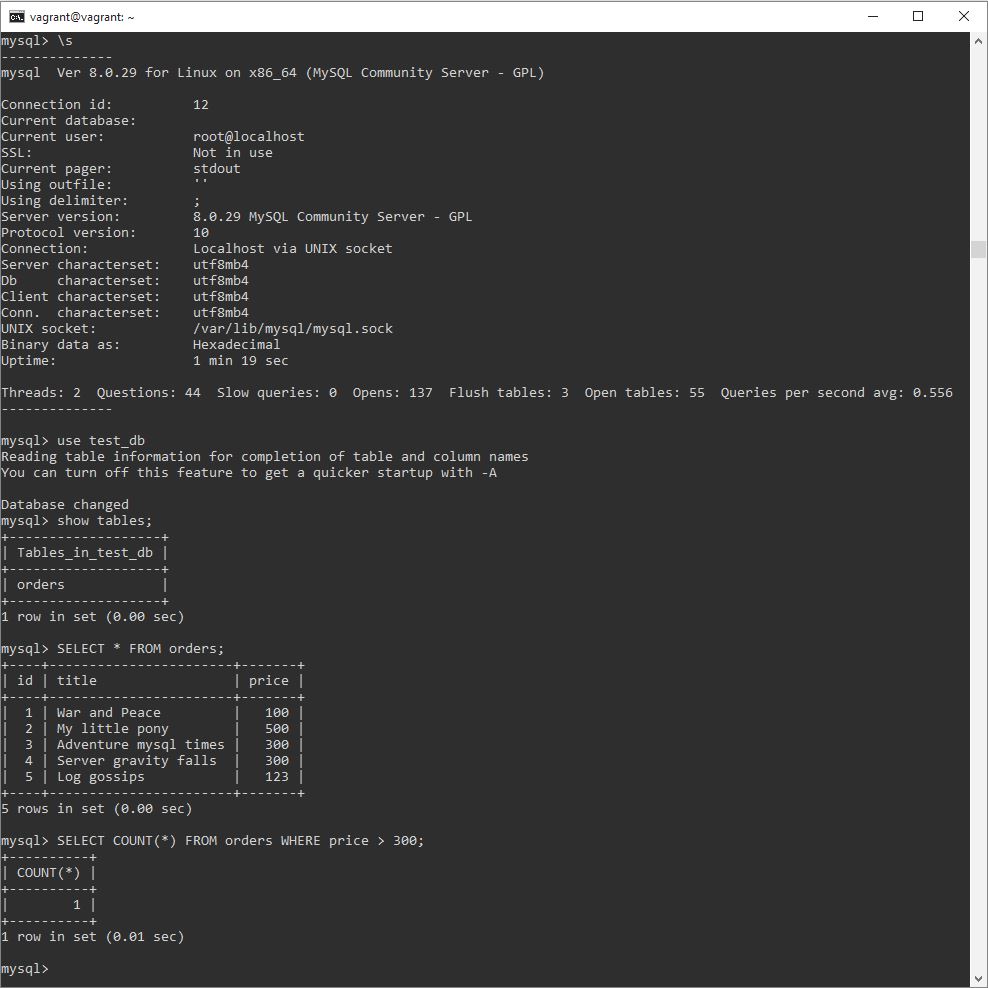 vagrant@vagrant: ~
mysql> \s
--------------
mysql  Ver 8.0.29 for Linux on x86_64 (MySQL Community Server - GPL)

Connection id:          12
Current database:
Current user:           root@localhost
SSL:                    Not in use
Current pager:          stdout
Using outfile:          ''
Using delimiter:        ;
Server version:         8.0.29 MySQL Community Server - GPL
Protocol version:       10
Connection:             Localhost via UNIX socket
Server characterset:    utf8mb4
Db     characterset:    utf8mb4
Client characterset:    utf8mb4
Conn.  characterset:    utf8mb4
UNIX socket:            /var/lib/mysql/mysql.sock
Binary data as:         Hexadecimal
Uptime:                 1 min 19 sec

Threads: 2  Questions: 44  Slow queries: 0  Opens: 137  Flush tables: 3  Open tables: 55  Queries per second avg: 0.556
--------------

mysql> use test_db
Reading table information for completion of table and column names
You can turn off this feature to get a quicker startup with -A

Database changed
mysql> show tables;
+-------------------+
| Tables_in_test_db |
+-------------------+
| orders            |
+-------------------+
1 row in set (0.00 sec)

mysql> SELECT * FROM orders;
+----+-----------------------+-------+
| id | title                 | price |
+----+-----------------------+-------+
|  1 | War and Peace         |   100 |
|  2 | My little pony        |   500 |
|  3 | Adventure mysql times |   300 |
|  4 | Server gravity falls  |   300 |
|  5 | Log gossips           |   123 |
+----+-----------------------+-------+
5 rows in set (0.00 sec)

mysql> SELECT COUNT(*) FROM orders WHERE price > 300;
+----------+
| COUNT(*) |
+----------+
|        1 |
+----------+
1 row in set (0.01 sec)

mysql>